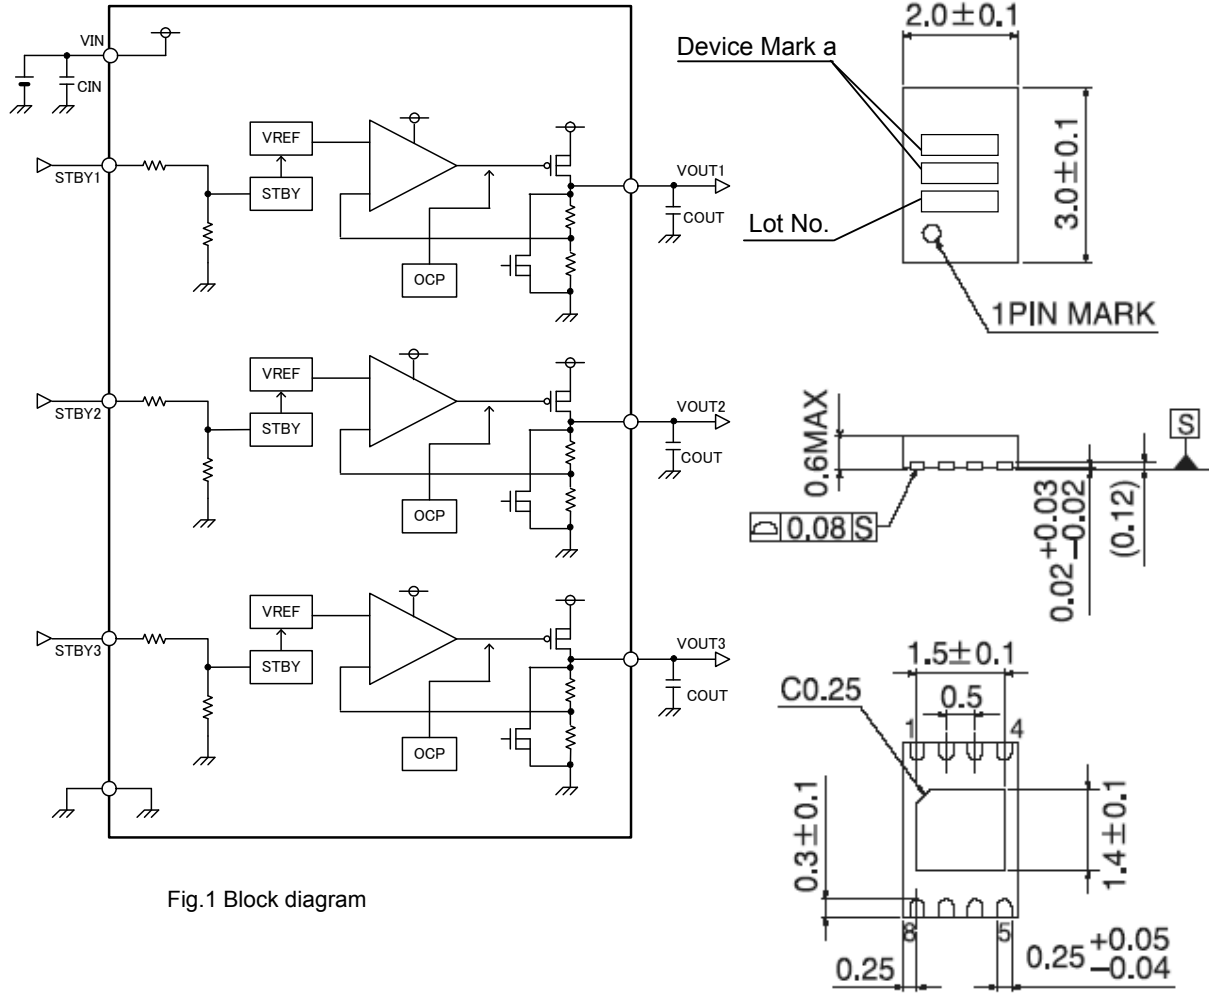 VIN
CIN
STBY1
VREF
STBY
OCP
VOUT1
COUT
STBY2
VREF
STBY
OCP
VOUT2
COUT
STBY3
VREF
STBY
OCP
VOUT3
COUT
Fig.1 Block diagram
2.0±0.1
Device Mark a
3.0±0.1
Lot No.
1PIN MARK
0.6MAX
S
0.08 S
0.02 +0.03 −0.02
(0.12)
1.5±0.1
C0.25
0.5
1 4
0.3±0.1
1.4±0.1
8 5
0.25
0.25 +0.05 −0.04